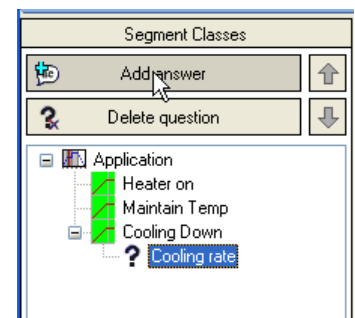 Segment Classes
Add answer
Delete question
Application
Heater on
Maintain Temp
Cooling Down
? Cooling rate